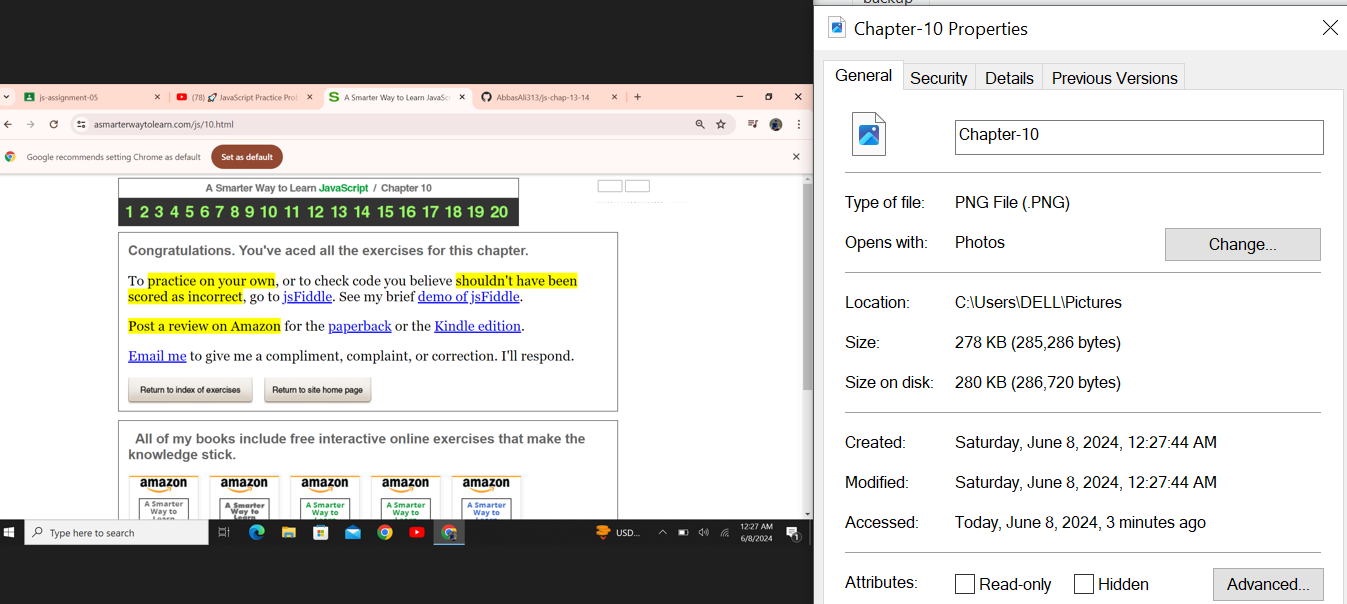 js-assignment-05
(78) 🚀 JavaScript Practice Pro
A Smarter Way to Learn JavaSc
AbbasAli313/js-chap-13-14
asmarterwaytolearn.com/js/10.html
Google recommends setting Chrome as default
Set as default
A Smarter Way to Learn JavaScript / Chapter 10
1 2 3 4 5 6 7 8 9 10 11 12 13 14 15 16 17 18 19 20
Congratulations. You've aced all the exercises for this chapter.
To practice on your own, or to check code you believe shouldn't have been
scored as incorrect, go to jsFiddle. See my brief demo of jsFiddle.
Post a review on Amazon for the paperback or the Kindle edition.
Email me to give me a compliment, complaint, or correction. I'll respond.
Return to index of exercises
Return to site home page
All of my books include free interactive online exercises that make the
knowledge stick.
amazon amazon amazon amazon amazon
A Smarter A Smarter A Smarter A Smarter A Smarter
Way to Way to Way to Way to Way to
Learn Learn Learn Learn Learn
Type here to search
USD...
12:27 AM
6/8/2024
1
backup
Chapter-10 Properties
General Security Details Previous Versions
Chapter-10
Type of file: PNG File (.PNG)
Opens with: Photos Change...
Location: C:\Users\DELL\Pictures
Size: 278 KB (285,286 bytes)
Size on disk: 280 KB (286,720 bytes)
Created: Saturday, June 8, 2024, 12:27:44 AM
Modified: Saturday, June 8, 2024, 12:27:44 AM
Accessed: Today, June 8, 2024, 3 minutes ago
Attributes: Read-only Hidden Advanced...